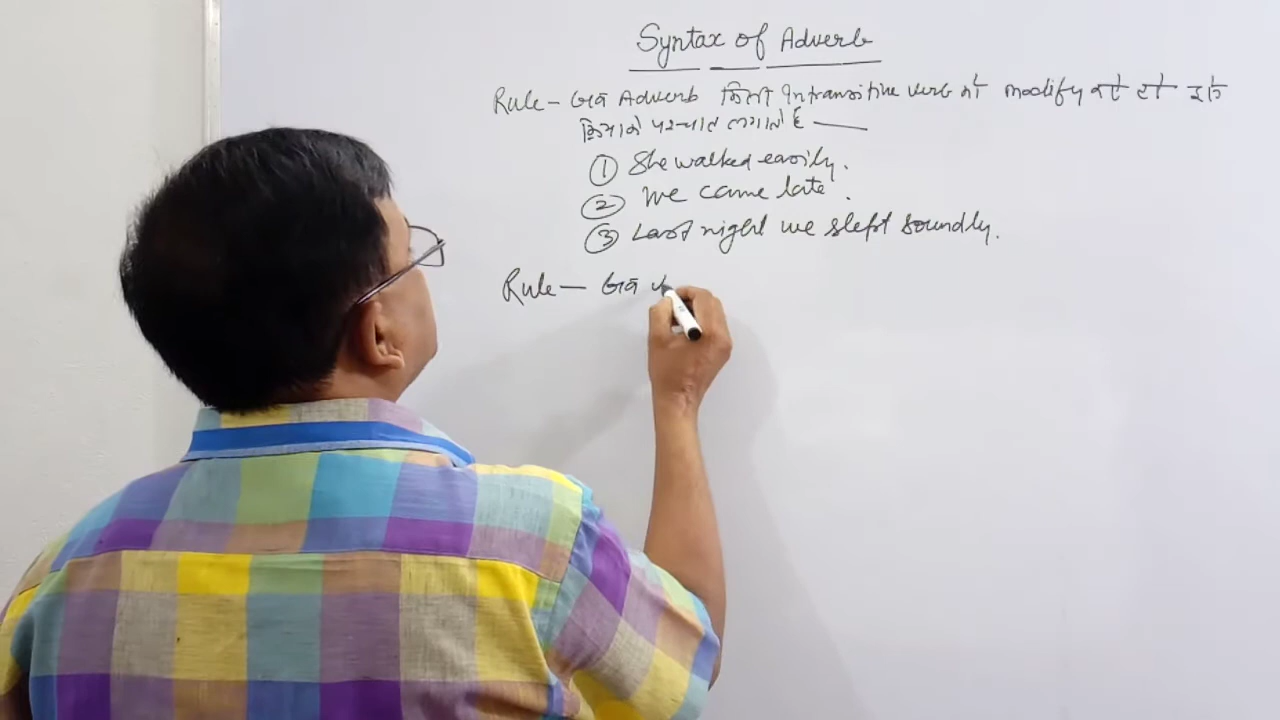 Syntax of Adverb
Rule- जब Adverb किसी Intransitive verb को modify करे तो इसे
क्रिया के पश्चात लगाते हैं
① She walked easily.
② We came late.
③ Last night we slept soundly.
Rule- जब